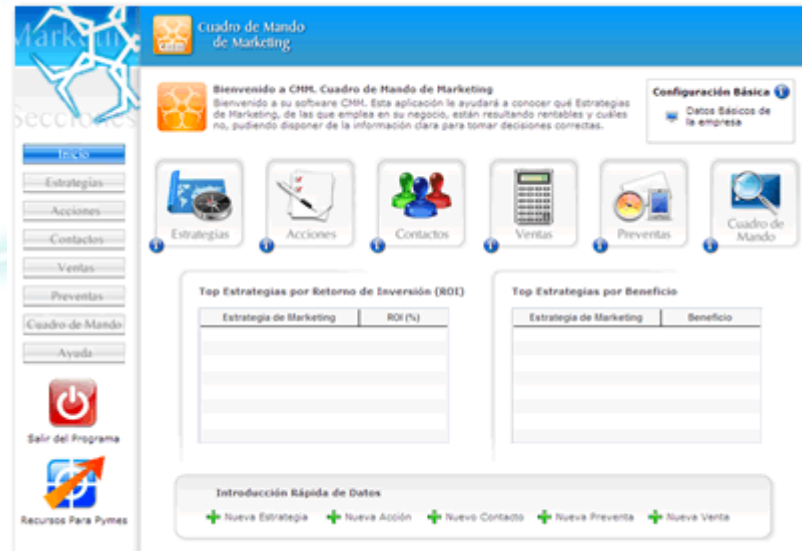 Cuadro de Mando
de Marketing
cmm
Bienvenido a CMM. Cuadro de Mando de Marketing
Bienvenido a su software CMM. Esta aplicación le ayudará a conocer qué Estrategias
de Marketing, de las que emplea en su negocio, están resultando rentables y cuáles
no, pudiendo disponer de la información clara para tomar decisiones correctas.
Configuración Básica
Datos Básicos de
la empresa
Secciones
Inicio
Estrategias
Acciones
Contactos
Ventas
Preventas
Cuadro de Mando
Ayuda
Salir del Programa
Recursos Para Pymes
Estrategias
Acciones
Contactos
Ventas
Preventas
Cuadro de
Mando
Top Estrategias por Retorno de Inversión (ROI)
Estrategia de Marketing ROI (%)
Top Estrategias por Beneficio
Estrategia de Marketing Beneficio
Introducción Rápida de Datos
Nueva Estrategia Nueva Acción Nuevo Contacto Nueva Preventa Nueva Venta